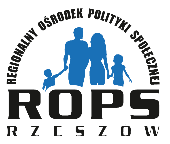 REGIONALNY OŚRODEK POLITYKI SPOŁECZNEJ
ROPS
RZESZÓW